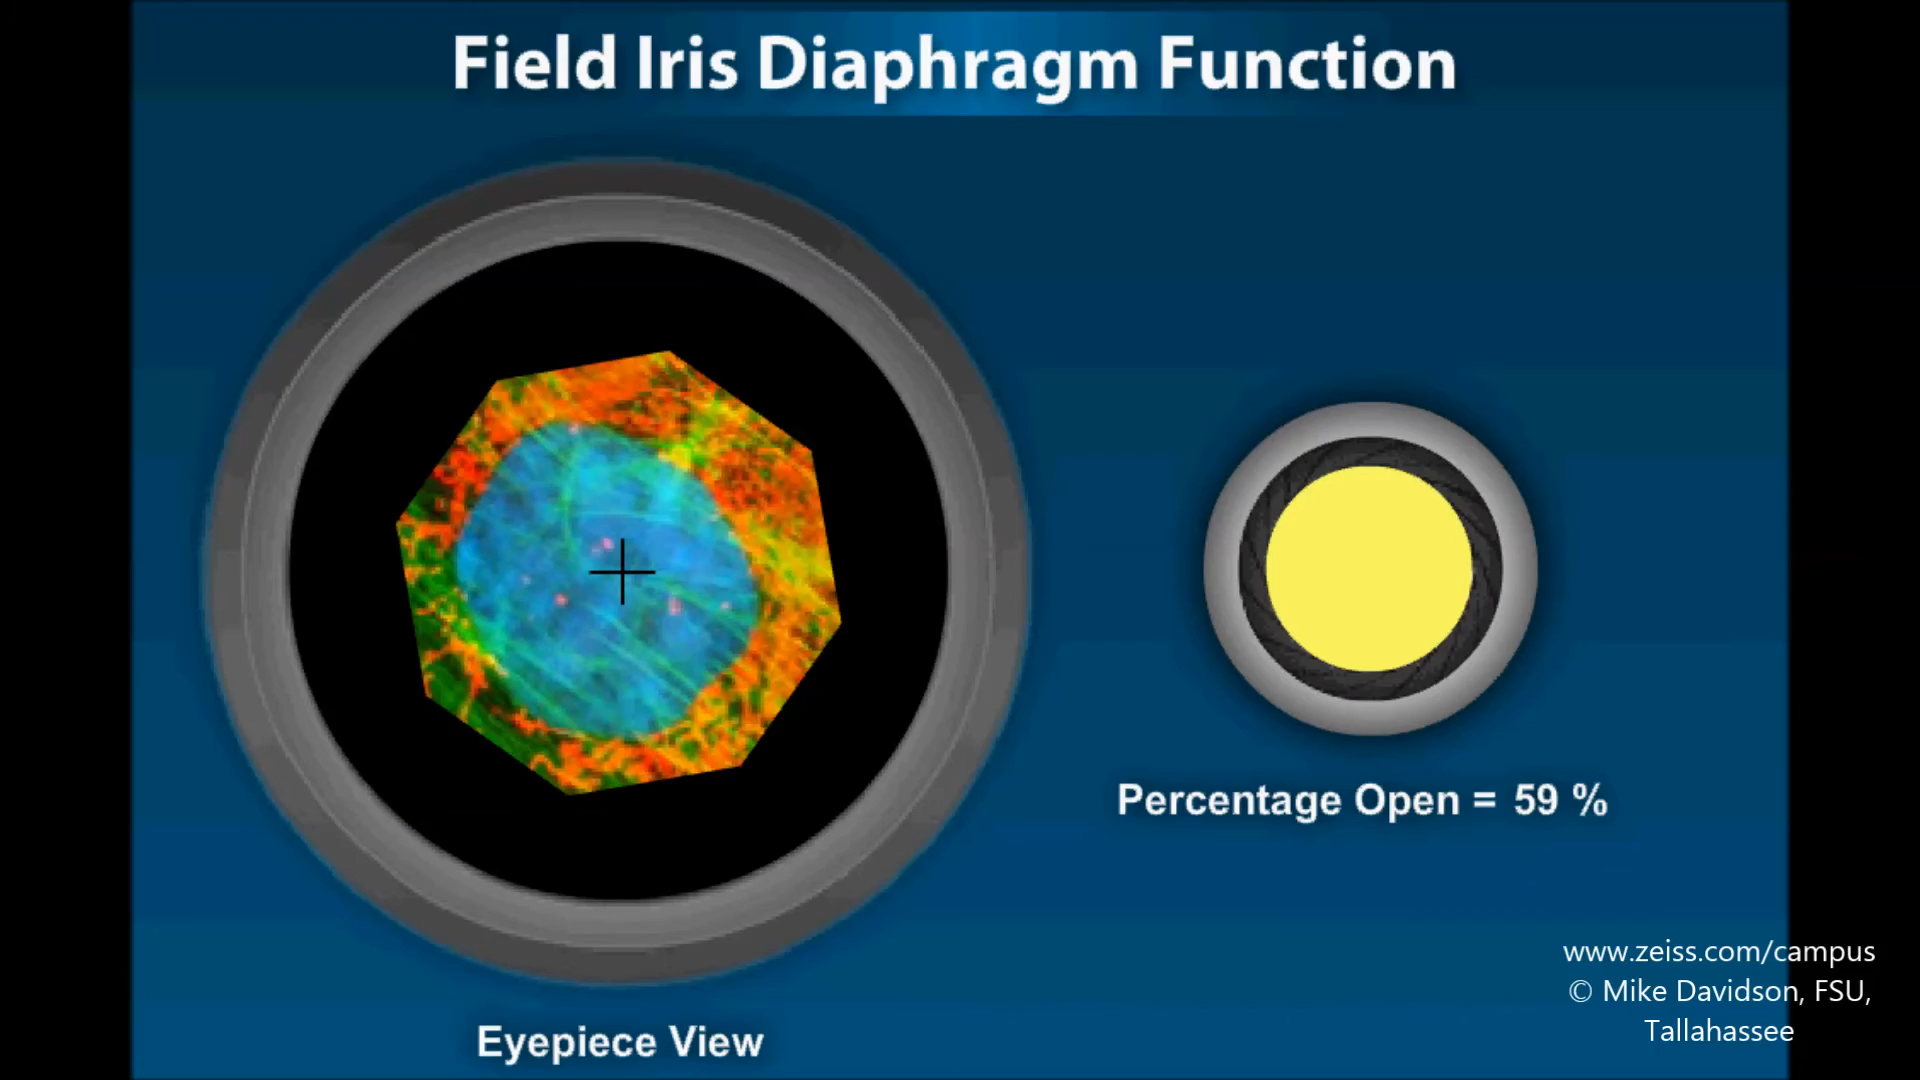 Field Iris Diaphragm Function
Percentage Open = 59 %
www.zeiss.com/campus
© Mike Davidson, FSU,
Tallahassee
Eyepiece View